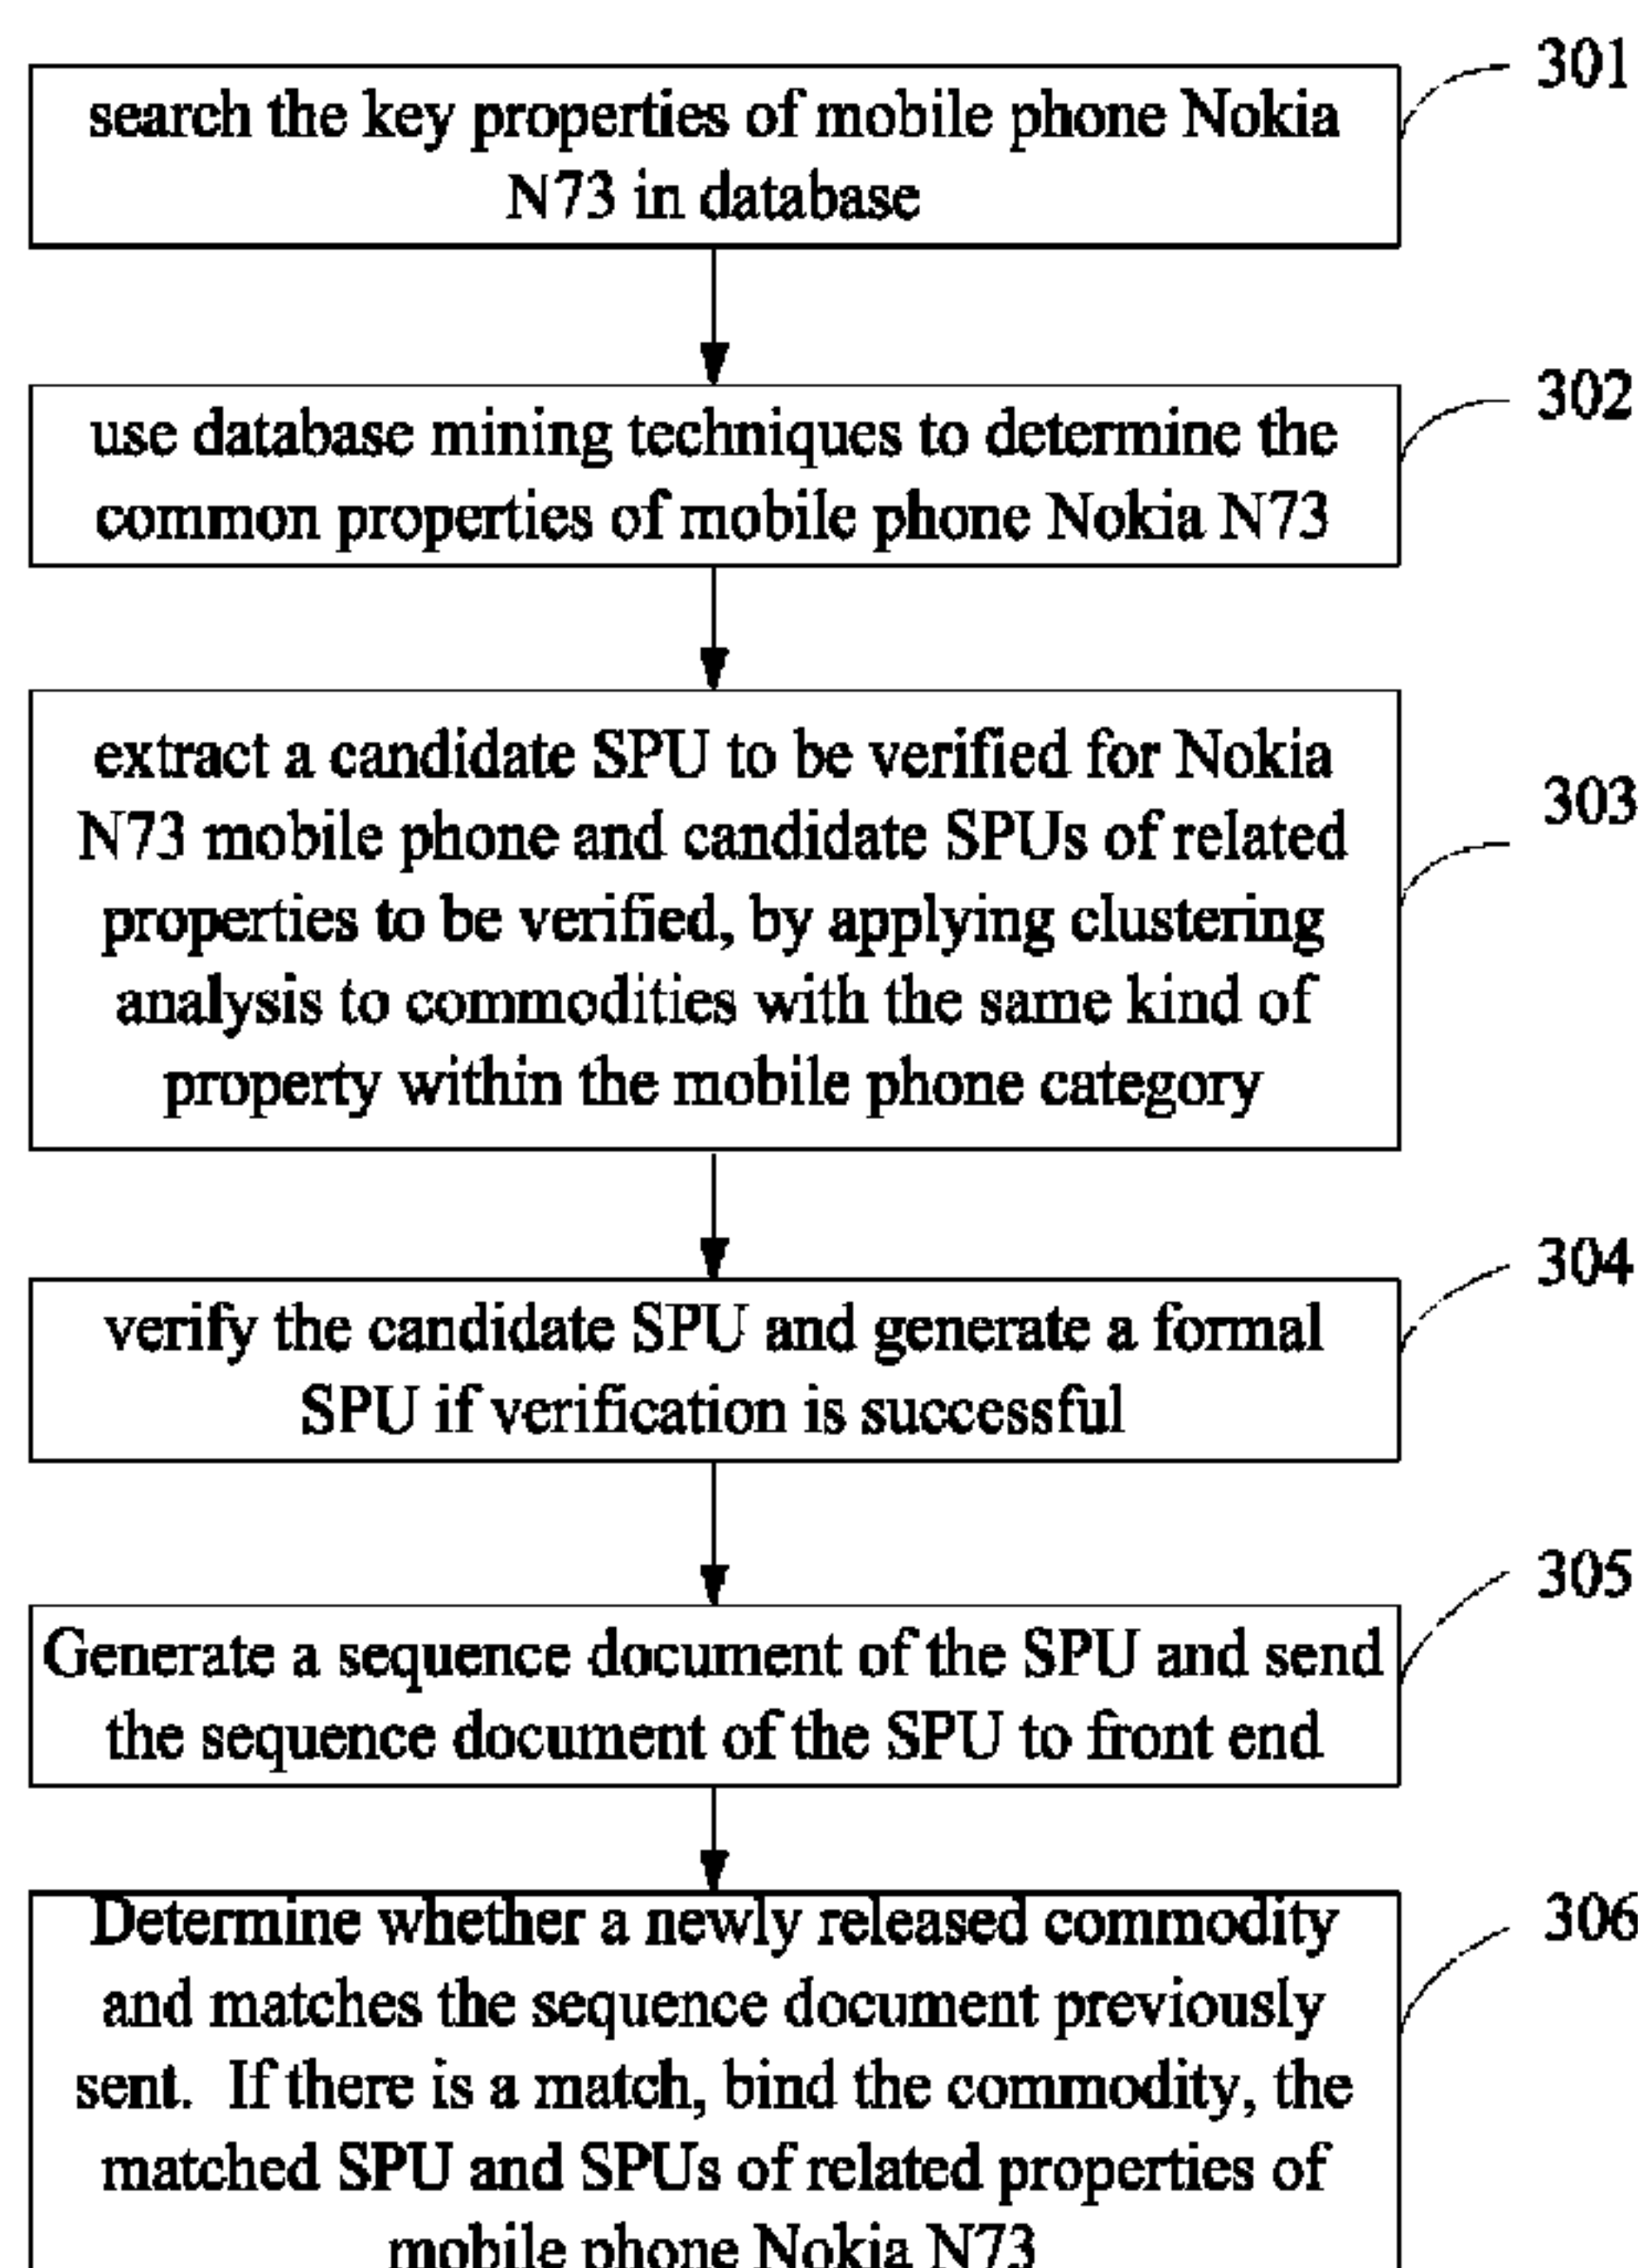 301
search the key properties of mobile phone Nokia
N73 in database
302
use database mining techniques to determine the
common properties of mobile phone Nokia N73
303
extract a candidate SPU to be verified for Nokia
N73 mobile phone and candidate SPUs of related
properties to be verified, by applying clustering
analysis to commodities with the same kind of
property within the mobile phone category
304
verify the candidate SPU and generate a formal
SPU if verification is successful
305
Generate a sequence document of the SPU and send
the sequence document of the SPU to front end
306
Determine whether a newly released commodity
and matches the sequence document previously
sent. If there is a match, bind the commodity, the
matched SPU and SPUs of related properties of
mobile phone Nokia N73